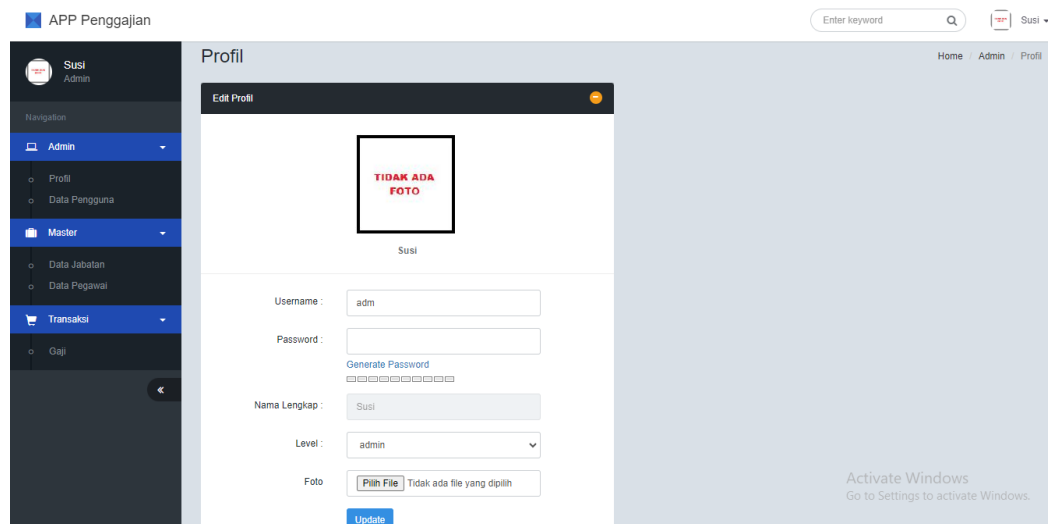 APP Penggajian
Enter keyword
Susi
Susi
Admin
Navigation
Admin
Profil
Data Pengguna
Master
Data Jabatan
Data Pegawai
Transaksi
Gaji
Profil
Home / Admin / Profil
Edit Profil
TIDAK ADA
FOTO
Susi
Username :
adm
Password :
Generate Password
Nama Lengkap :
Susi
Level :
admin
Foto
Pilih File Tidak ada file yang dipilih
Update
Activate Windows
Go to Settings to activate Windows.